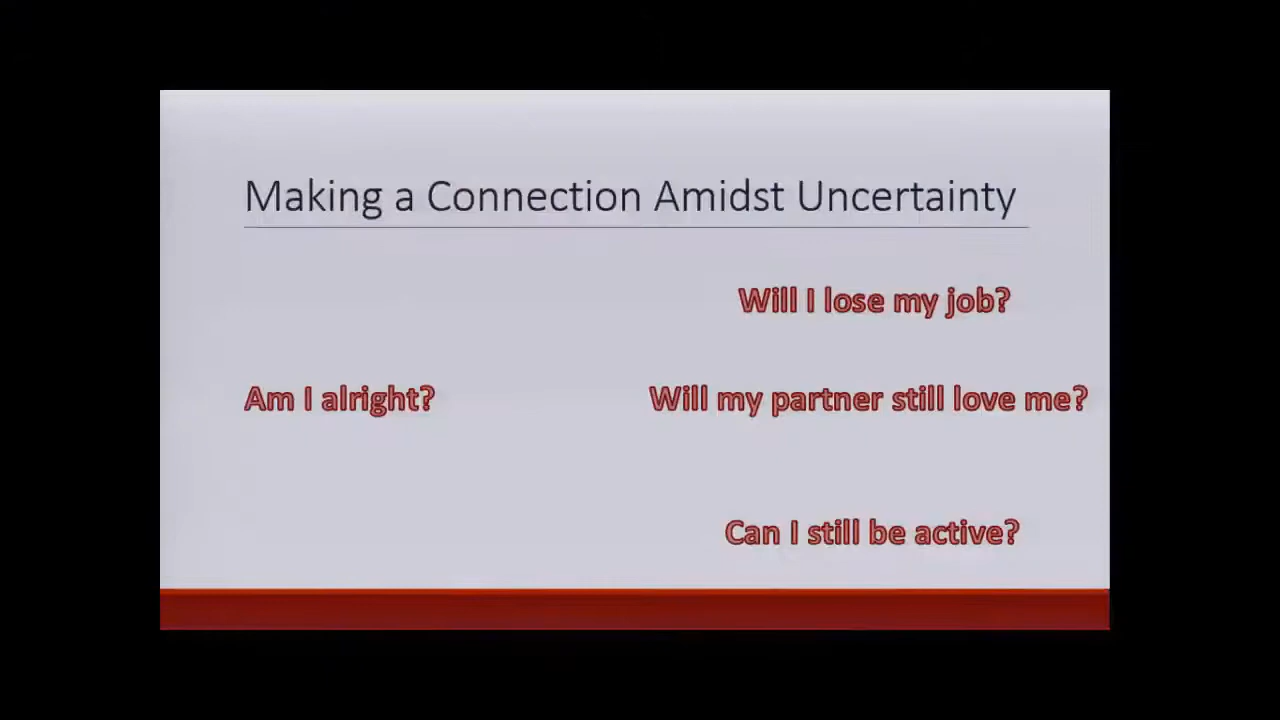 Making a Connection Amidst Uncertainty
Will I lose my job?
Am I alright?
Will my partner still love me?
Can I still be active?